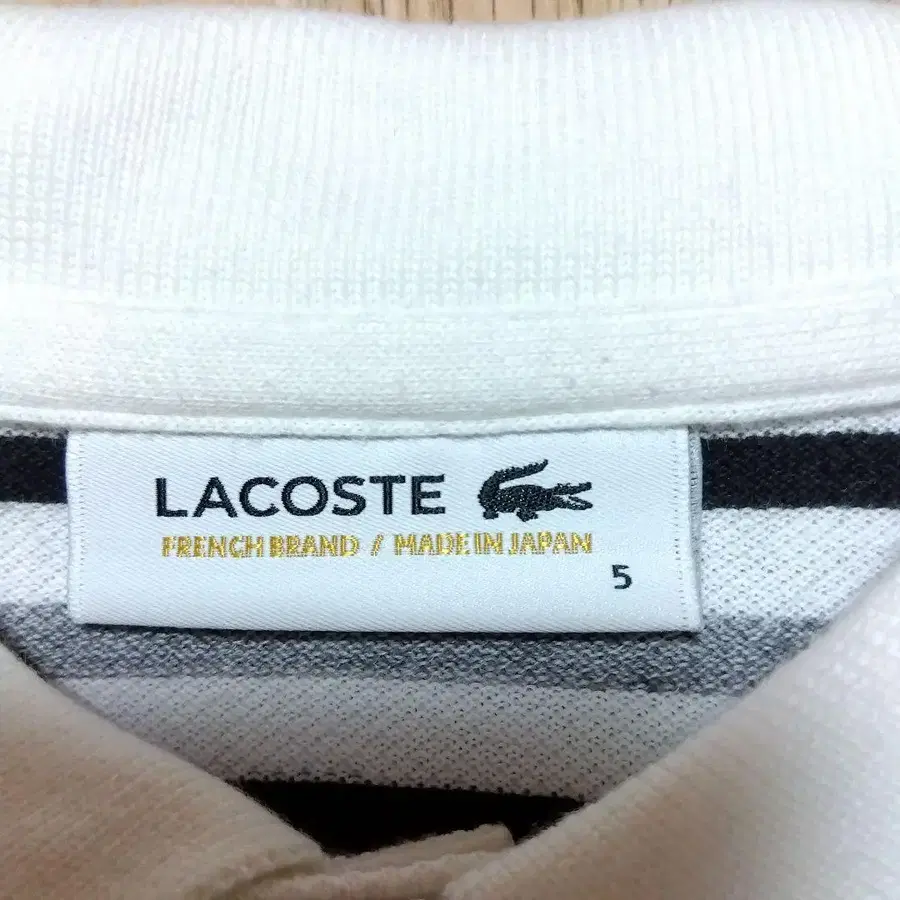 LACOSTE
FRENCH BRAND / MADE IN JAPAN
5